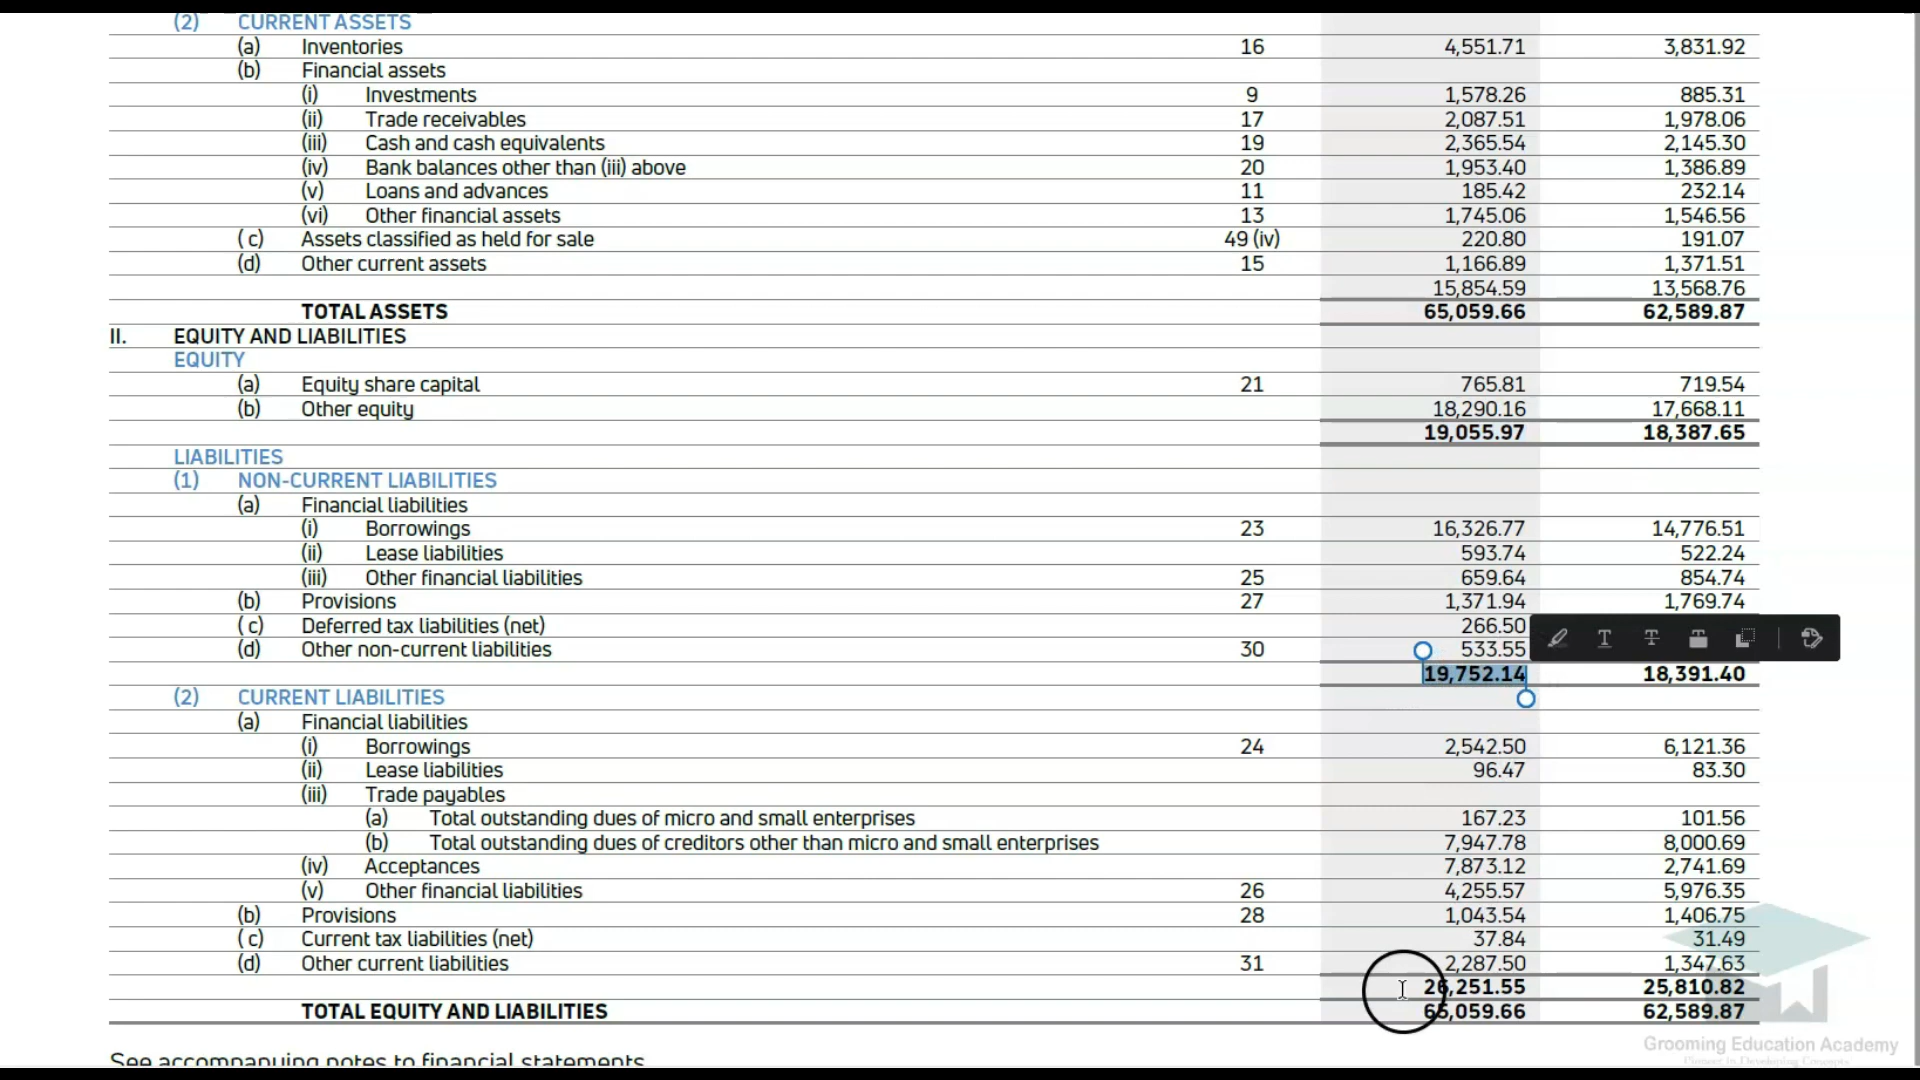 (2) CURRENT ASSETS
(a) Inventories 16 4,551.71 3,831.92
(b) Financial assets
(i) Investments 9 1,578.26 885.31
(ii) Trade receivables 17 2,087.51 1,978.06
(iii) Cash and cash equivalents 19 2,365.54 2,145.30
(iv) Bank balances other than (iii) above 20 1,953.40 1,386.89
(v) Loans and advances 11 185.42 232.14
(vi) Other financial assets 13 1,745.06 1,546.56
( c) Assets classified as held for sale 49 (iv) 220.80 191.07
(d) Other current assets 15 1,166.89 1,371.51
15,854.59 13,568.76
TOTAL ASSETS 65,059.66 62,589.87
II. EQUITY AND LIABILITIES
EQUITY
(a) Equity share capital 21 765.81 719.54
(b) Other equity 18,290.16 17,668.11
19,055.97 18,387.65
LIABILITIES
(1) NON-CURRENT LIABILITIES
(a) Financial liabilities
(i) Borrowings 23 16,326.77 14,776.51
(ii) Lease liabilities 593.74 522.24
(iii) Other financial liabilities 25 659.64 854.74
(b) Provisions 27 1,371.94 1,769.74
( c) Deferred tax liabilities (net) 266.50
(d) Other non-current liabilities 30 533.55
19,752.14 18,391.40
(2) CURRENT LIABILITIES
(a) Financial liabilities
(i) Borrowings 24 2,542.50 6,121.36
(ii) Lease liabilities 96.47 83.30
(iii) Trade payables
(a) Total outstanding dues of micro and small enterprises 167.23 101.56
(b) Total outstanding dues of creditors other than micro and small enterprises 7,947.78 8,000.69
(iv) Acceptances 7,873.12 2,741.69
(v) Other financial liabilities 26 4,255.57 5,976.35
(b) Provisions 28 1,043.54 1,406.75
( c) Current tax liabilities (net) 37.84 31.49
(d) Other current liabilities 31 2,287.50 1,347.63
26,251.55 25,810.82
TOTAL EQUITY AND LIABILITIES 65,059.66 62,589.87
Grooming Education Academy
See accompanying notes to financial statements
Pioneer in Developing Concepts